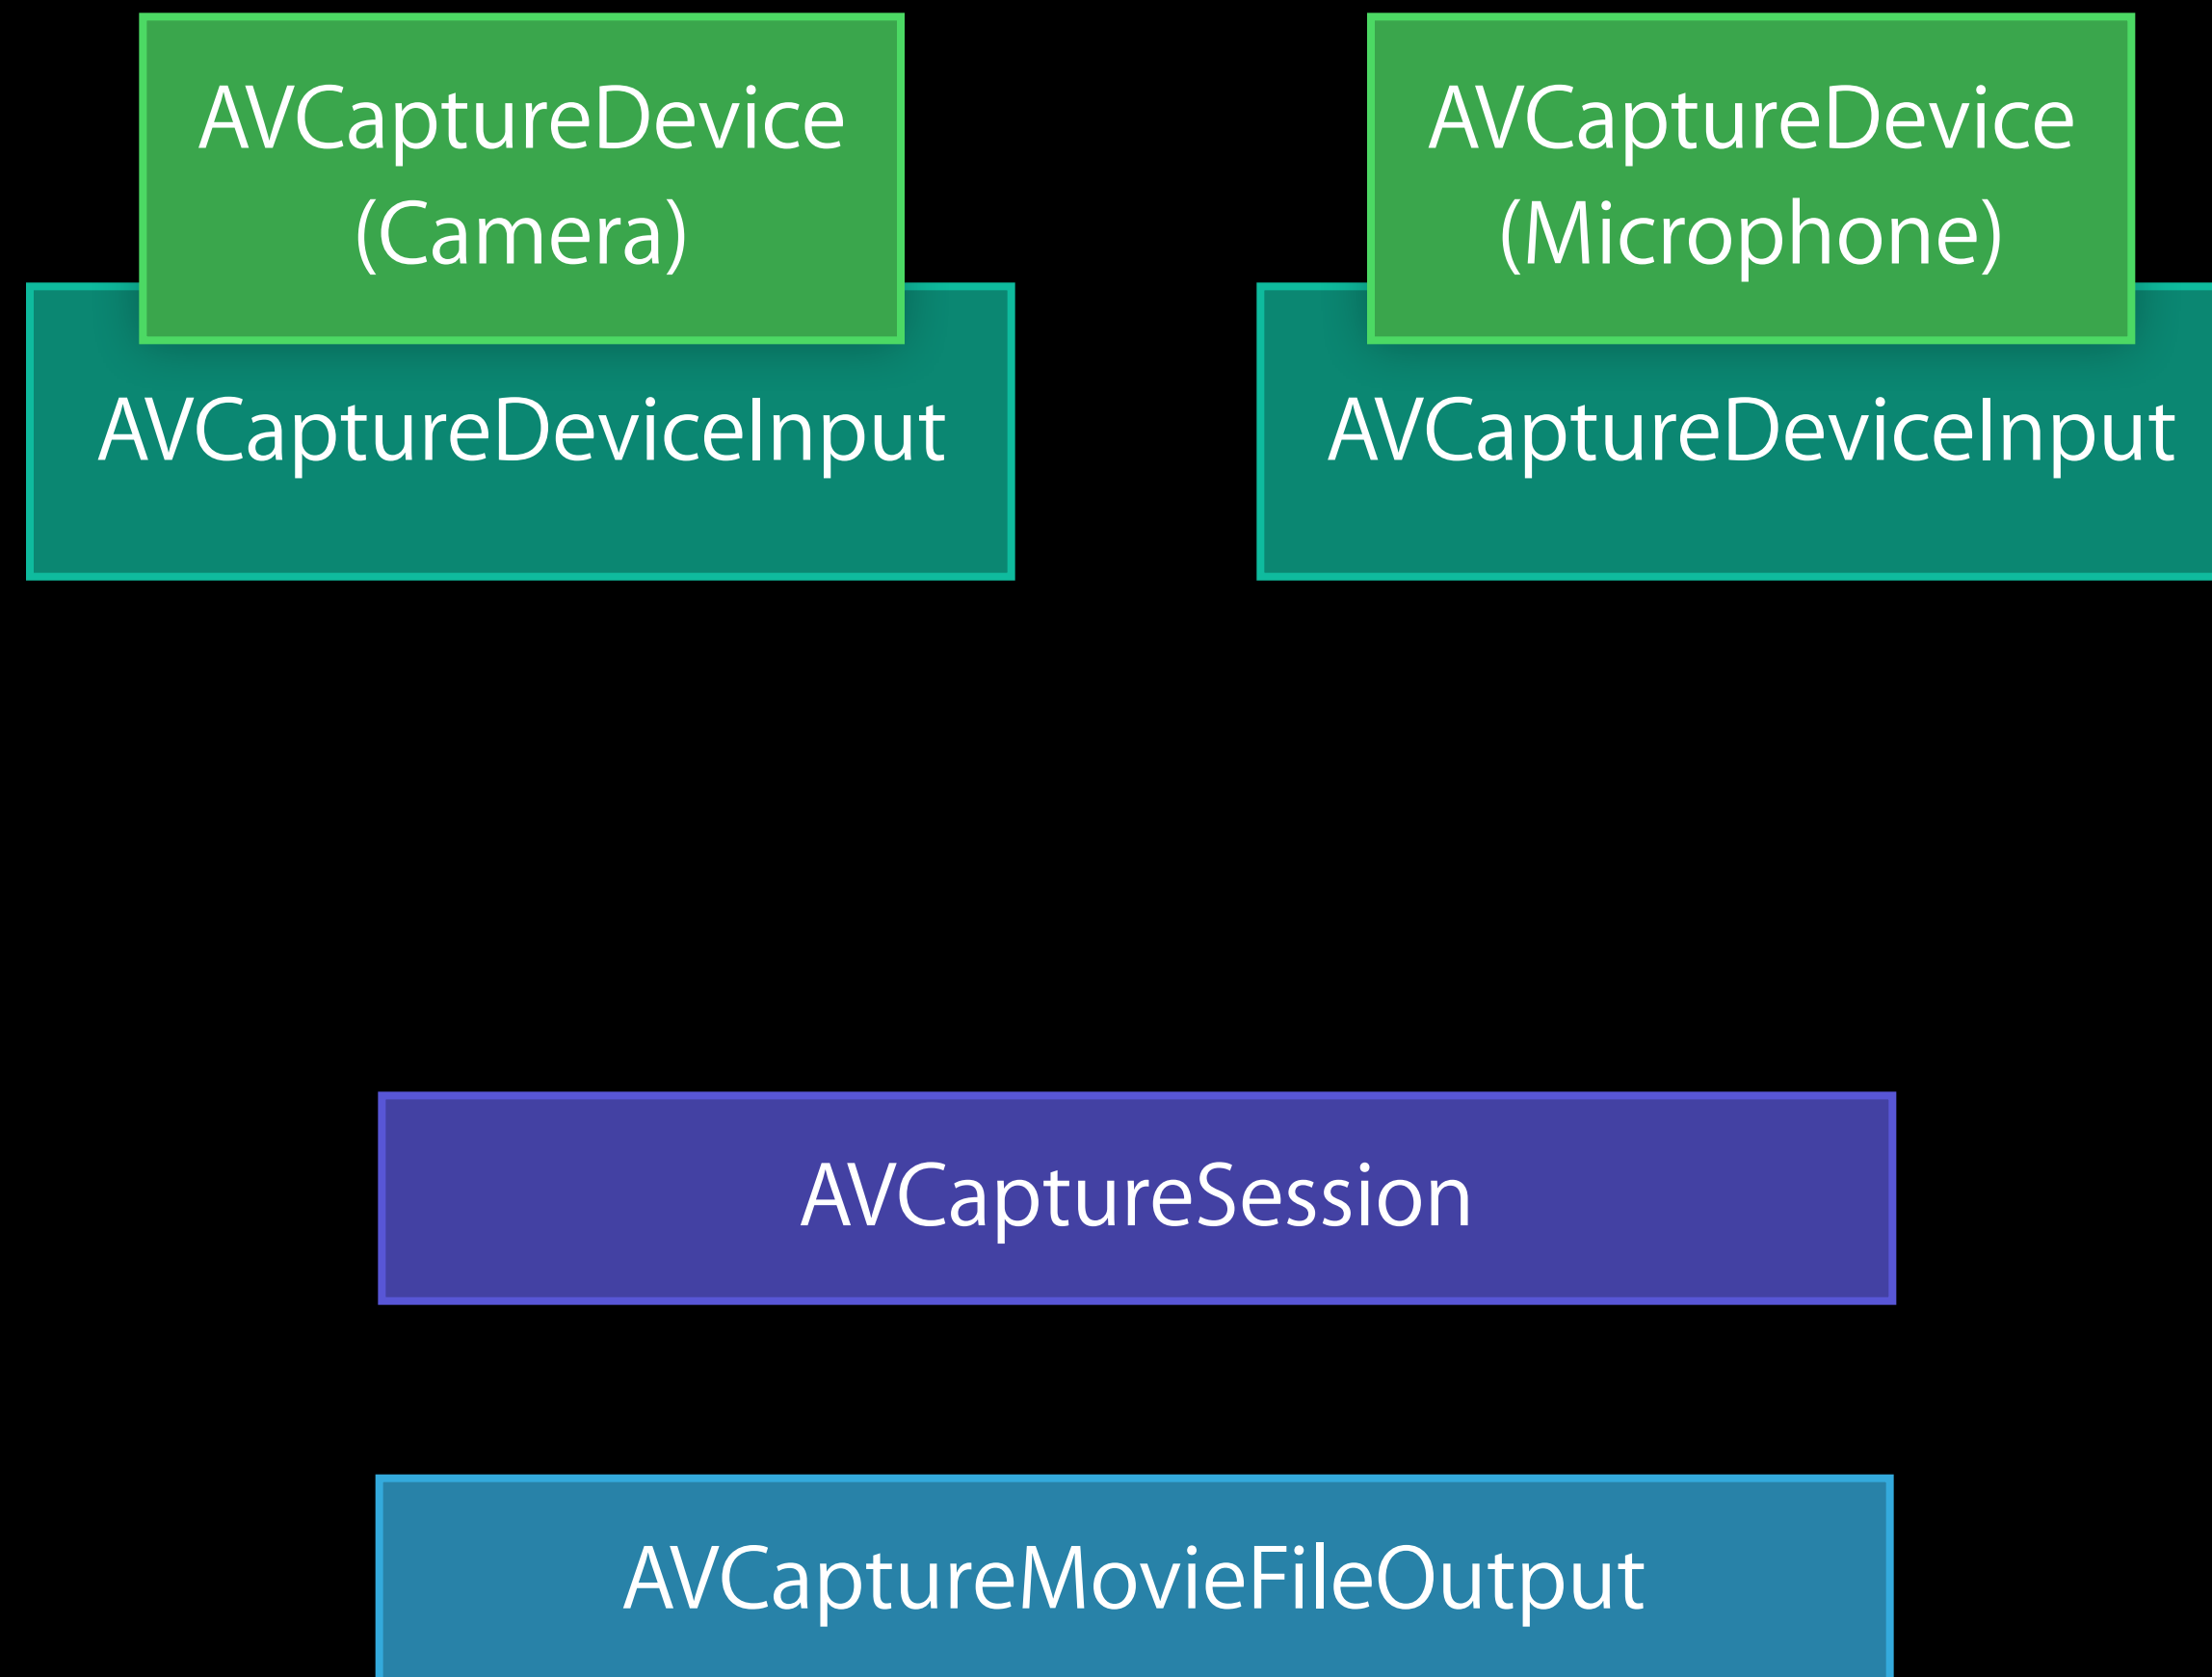 AVCaptureDevice
(Camera)
AVCaptureDeviceInput
AVCaptureDevice
(Microphone)
AVCaptureDeviceInput
AVCaptureSession
AVCaptureMovieFileOutput